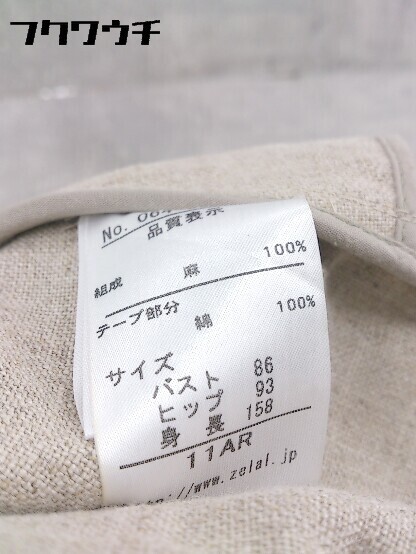 フクワウチ
No.
品質表示
組成 麻 100%
テープ部分
綿 100%
サイズ
バスト 86
ヒップ 93
身長 158
11AR
www.zelal.jp